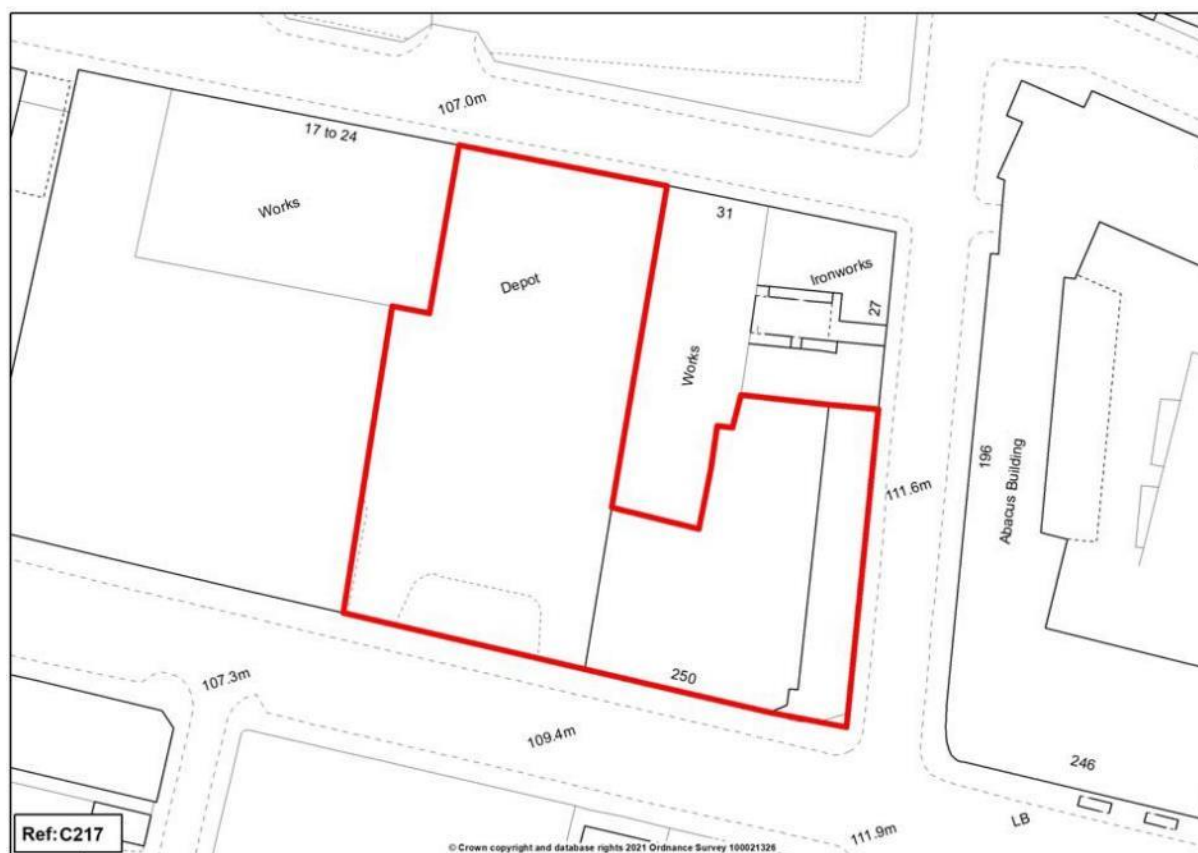 107.0m
17 to 24
Works
31
Depot
Ironworks
27
Works
196
Abacus Building
111.6m
250
107.3m
109.4m
246
LB
111.9m
Ref:C217
© Crown copyright and database rights 2021 Ordnance Survey 100021326